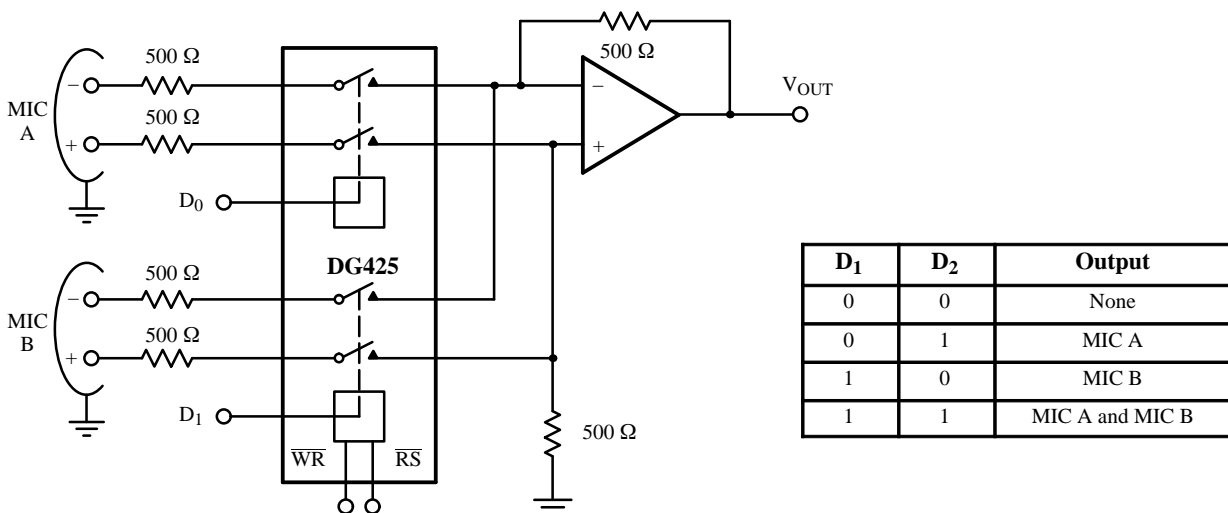 500 Ω
500 Ω
MIC
A
−
+
500 Ω
D0
−
+
VOUT
DG425
500 Ω
MIC
B
−
+
500 Ω
D1
WR
RS
500 Ω
D1 D2 Output
0 0 None
0 1 MIC A
1 0 MIC B
1 1 MIC A and MIC B